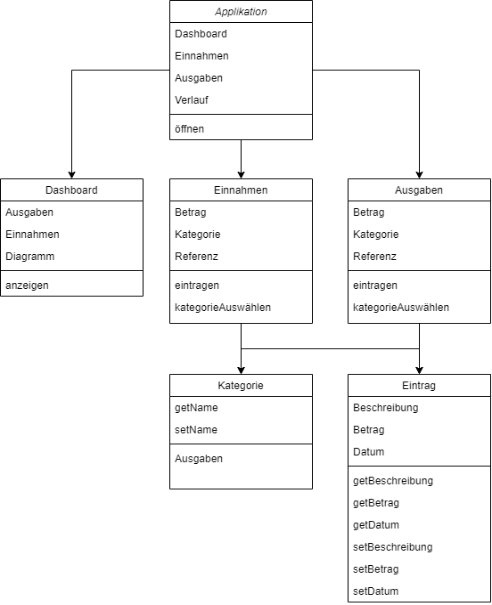 Applikation
Dashboard
Einnahmen
Ausgaben
Verlauf
öffnen
Dashboard
Ausgaben
Einnahmen
Diagramm
anzeigen
Einnahmen
Betrag
Kategorie
Referenz
eintragen
kategorieAuswählen
Ausgaben
Betrag
Kategorie
Referenz
eintragen
kategorieAuswählen
Kategorie
getName
setName
Ausgaben
Eintrag
Beschreibung
Betrag
Datum
getBeschreibung
getBetrag
getDatum
setBeschreibung
setBetrag
setDatum